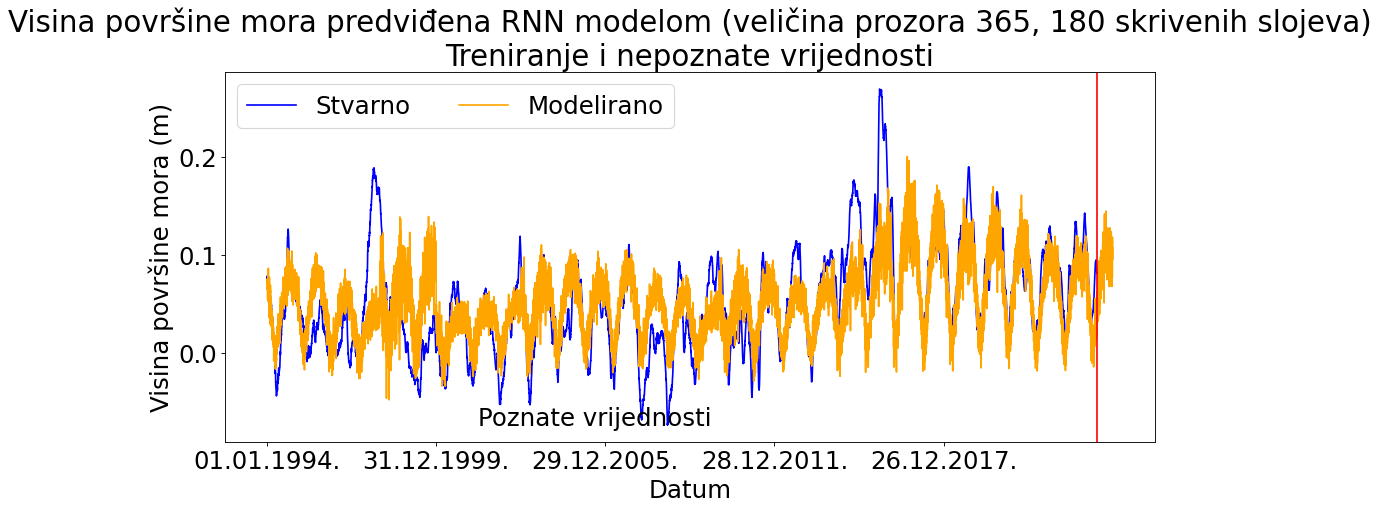 Visina površine mora predviđena RNN modelom (veličina prozora 365, 180 skrivenih slojeva)
Treniranje i nepoznate vrijednosti
Stvarno
Modelirano
Visina površine mora (m)
0.2
0.1
0.0
Poznate vrijednosti
01.01.1994.
31.12.1999.
29.12.2005.
28.12.2011.
26.12.2017.
Datum